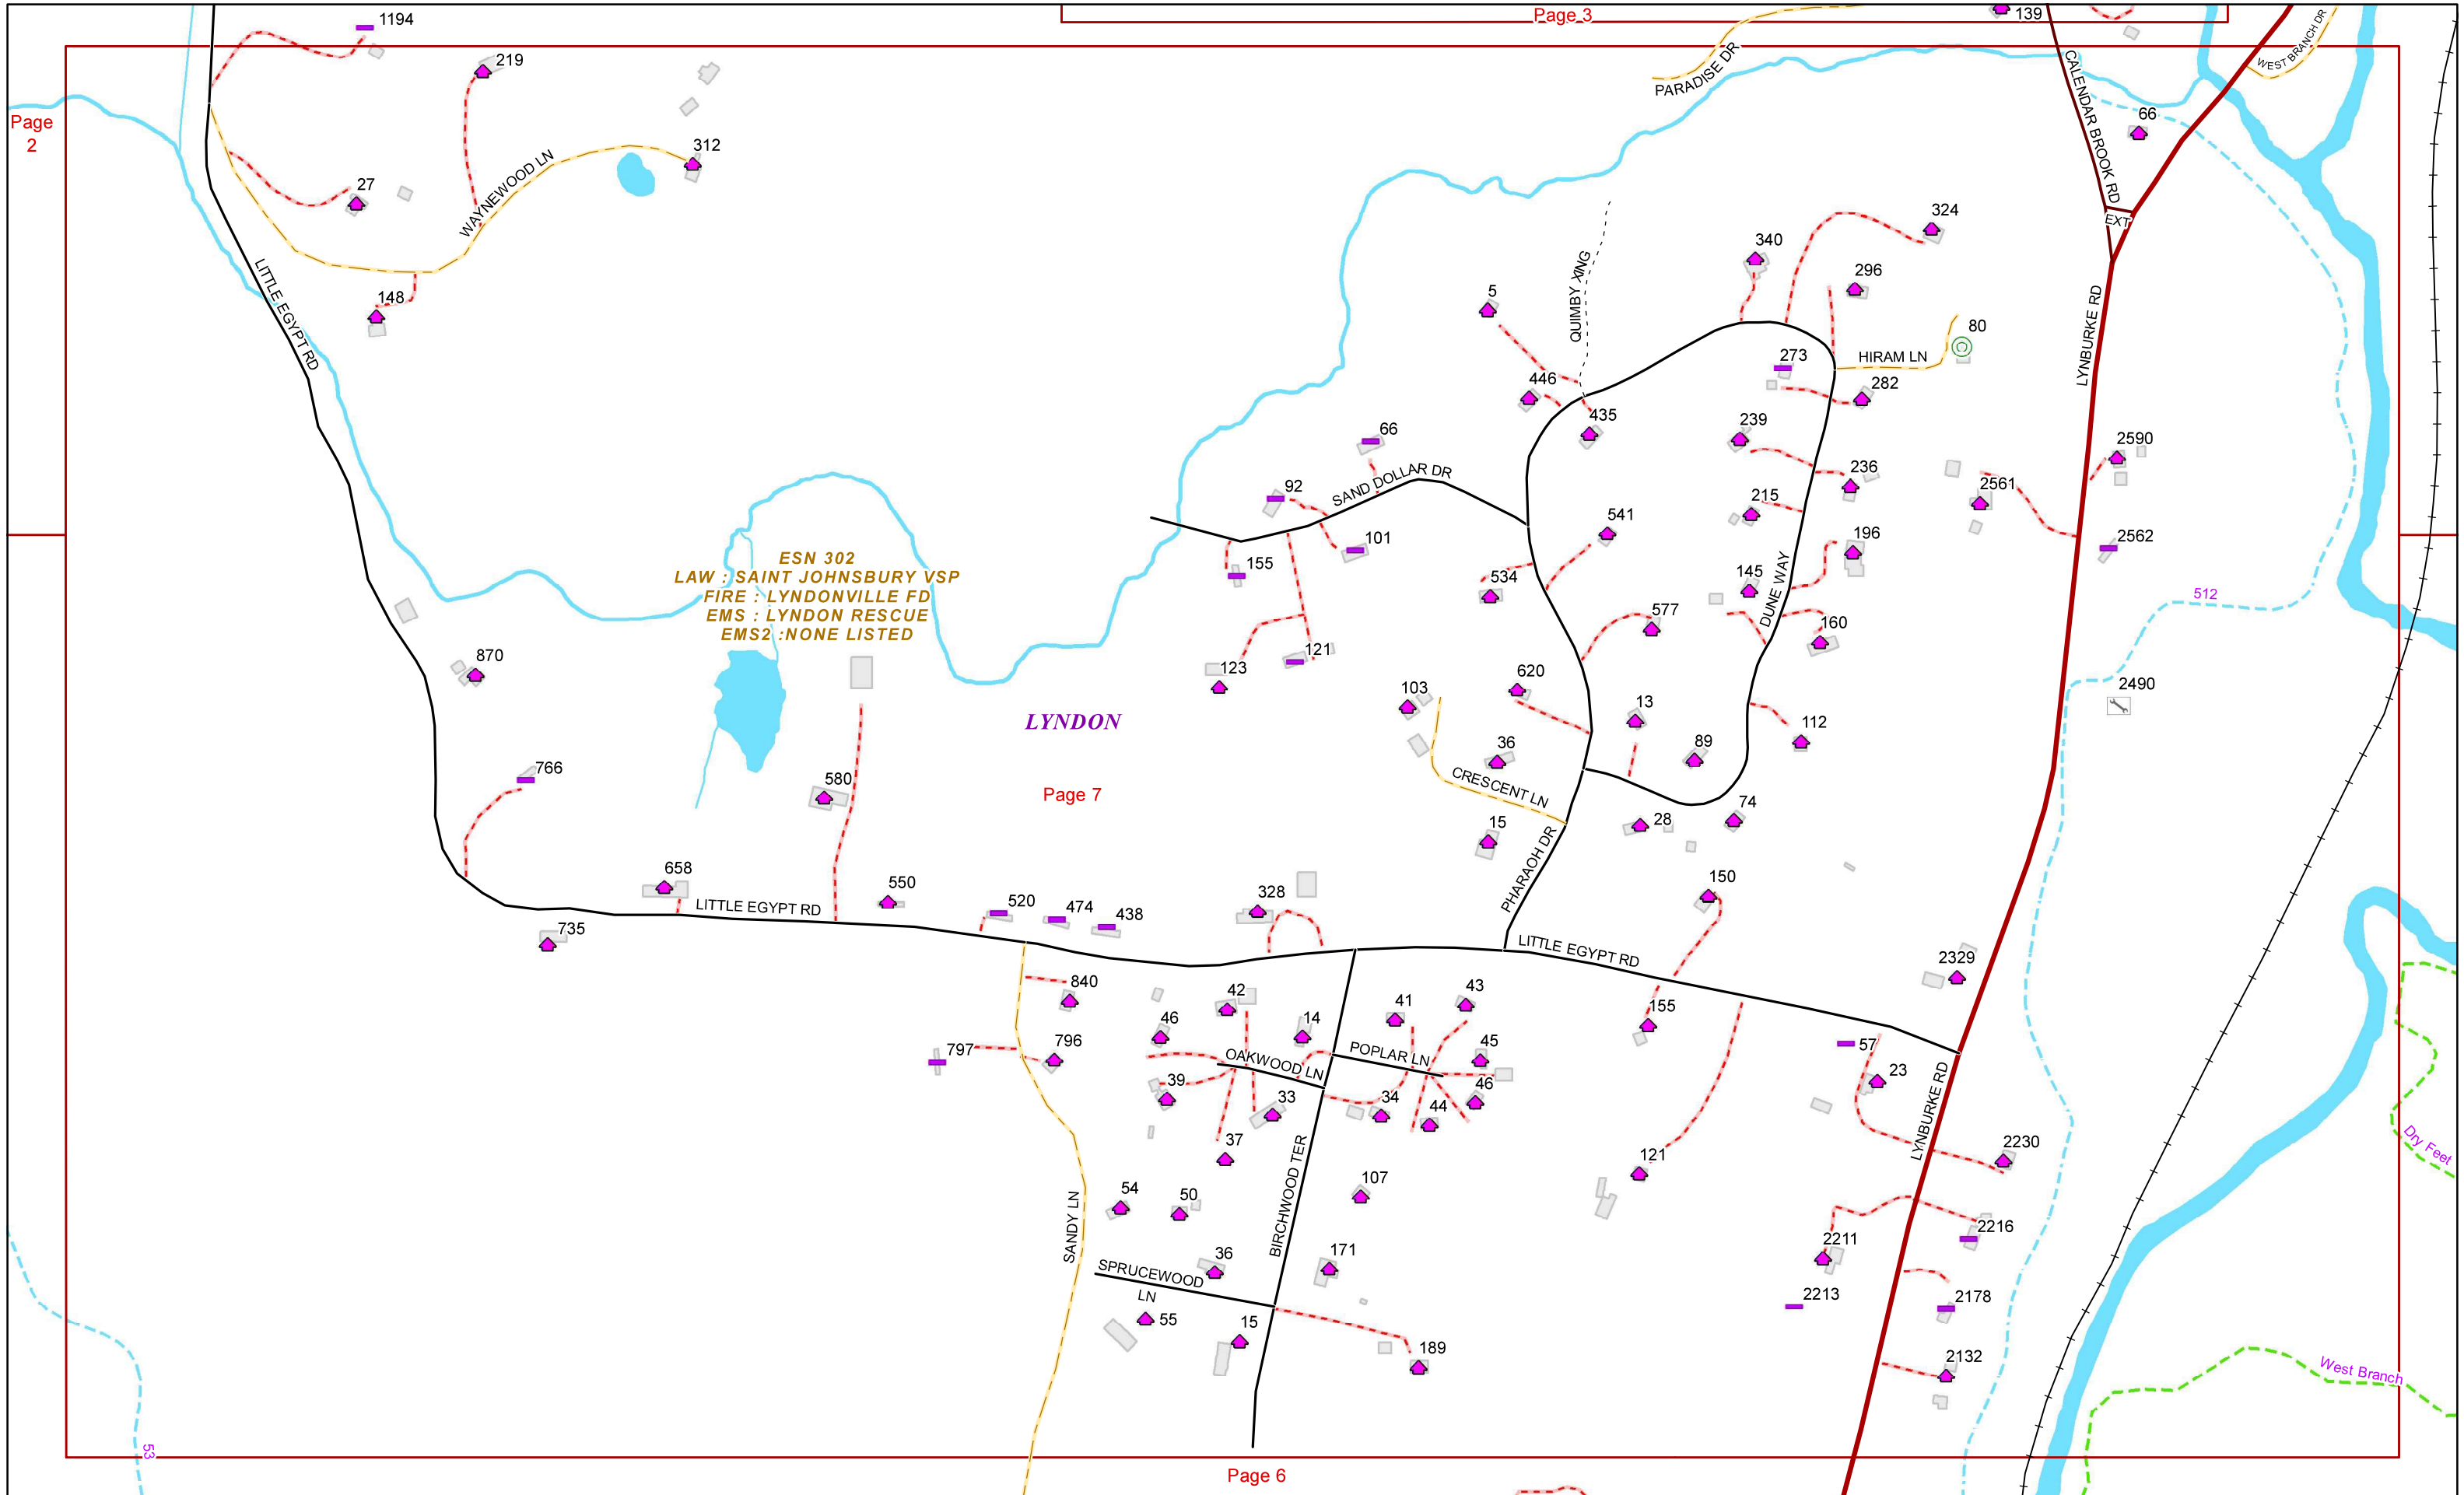 Page 3
1194
139
219
PARADISE DR
CALENDAR BROOK RD
WEST BRANCH DR
Page
2
66
312
WAYNEWOOD LN
27
EXT
324
340
148
LITTLE EGYPT RD
QUIMBY XING
5
296
LYNBURKE RD
80
273
HIRAM LN
446
282
435
66
239
2590
SAND DOLLAR DR
236
92
2561
215
541
101
196
2562
ESN 302
LAW : SAINT JOHNSBURY VSP
FIRE : LYNDONVILLE FD
EMS : LYNDON RESCUE
EMS2 :NONE LISTED
155
534
145
DUNE WAY
512
577
160
870
123
121
620
103
2490
LYNDON
13
112
36
89
766
580
Page 7
CRESCENT LN
74
15
28
PHARAOH DR
658
550
150
LITTLE EGYPT RD
520
474
438
328
735
LITTLE EGYPT RD
2329
840
42
41
43
155
46
14
797
796
OAKWOOD LN
POPLAR LN
45
57
23
39
33
34
46
44
LYNBURKE RD
37
2230
121
Dry Feet
BIRCHWOOD TER
107
54
50
SANDY LN
2216
2211
36
171
SPRUCEWOOD
LN
2213
2178
55
15
189
2132
West Branch
53
Page 6